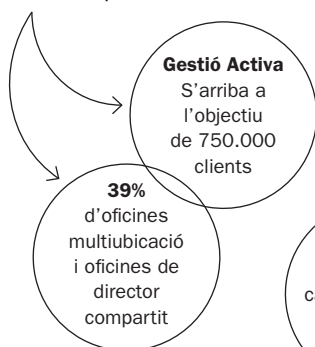 Gestió Activa
S’arriba a
l’objectiu
de 750.000
clients
39%
d’oficines
multiubicació
i oficines de
director
compartit